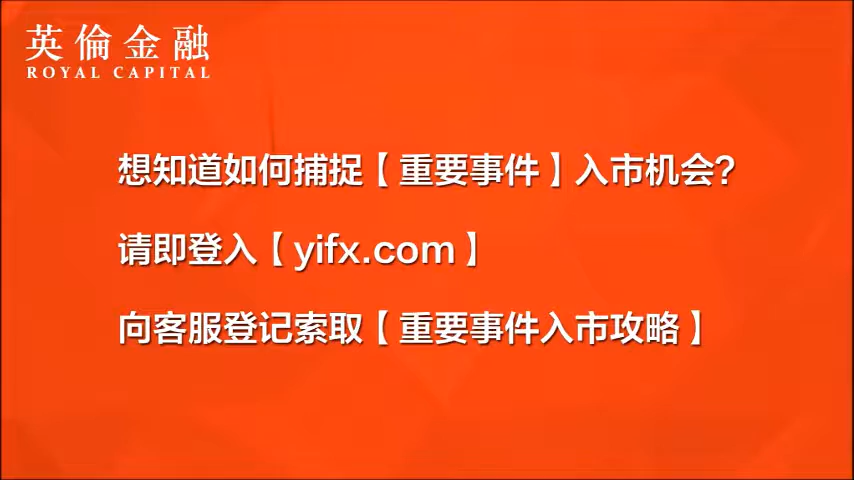 英倫金融
ROYAL CAPITAL
想知道如何捕捉【重要事件】入市机会?
请即登入【yifx.com】
向客服登记索取【重要事件入市攻略】